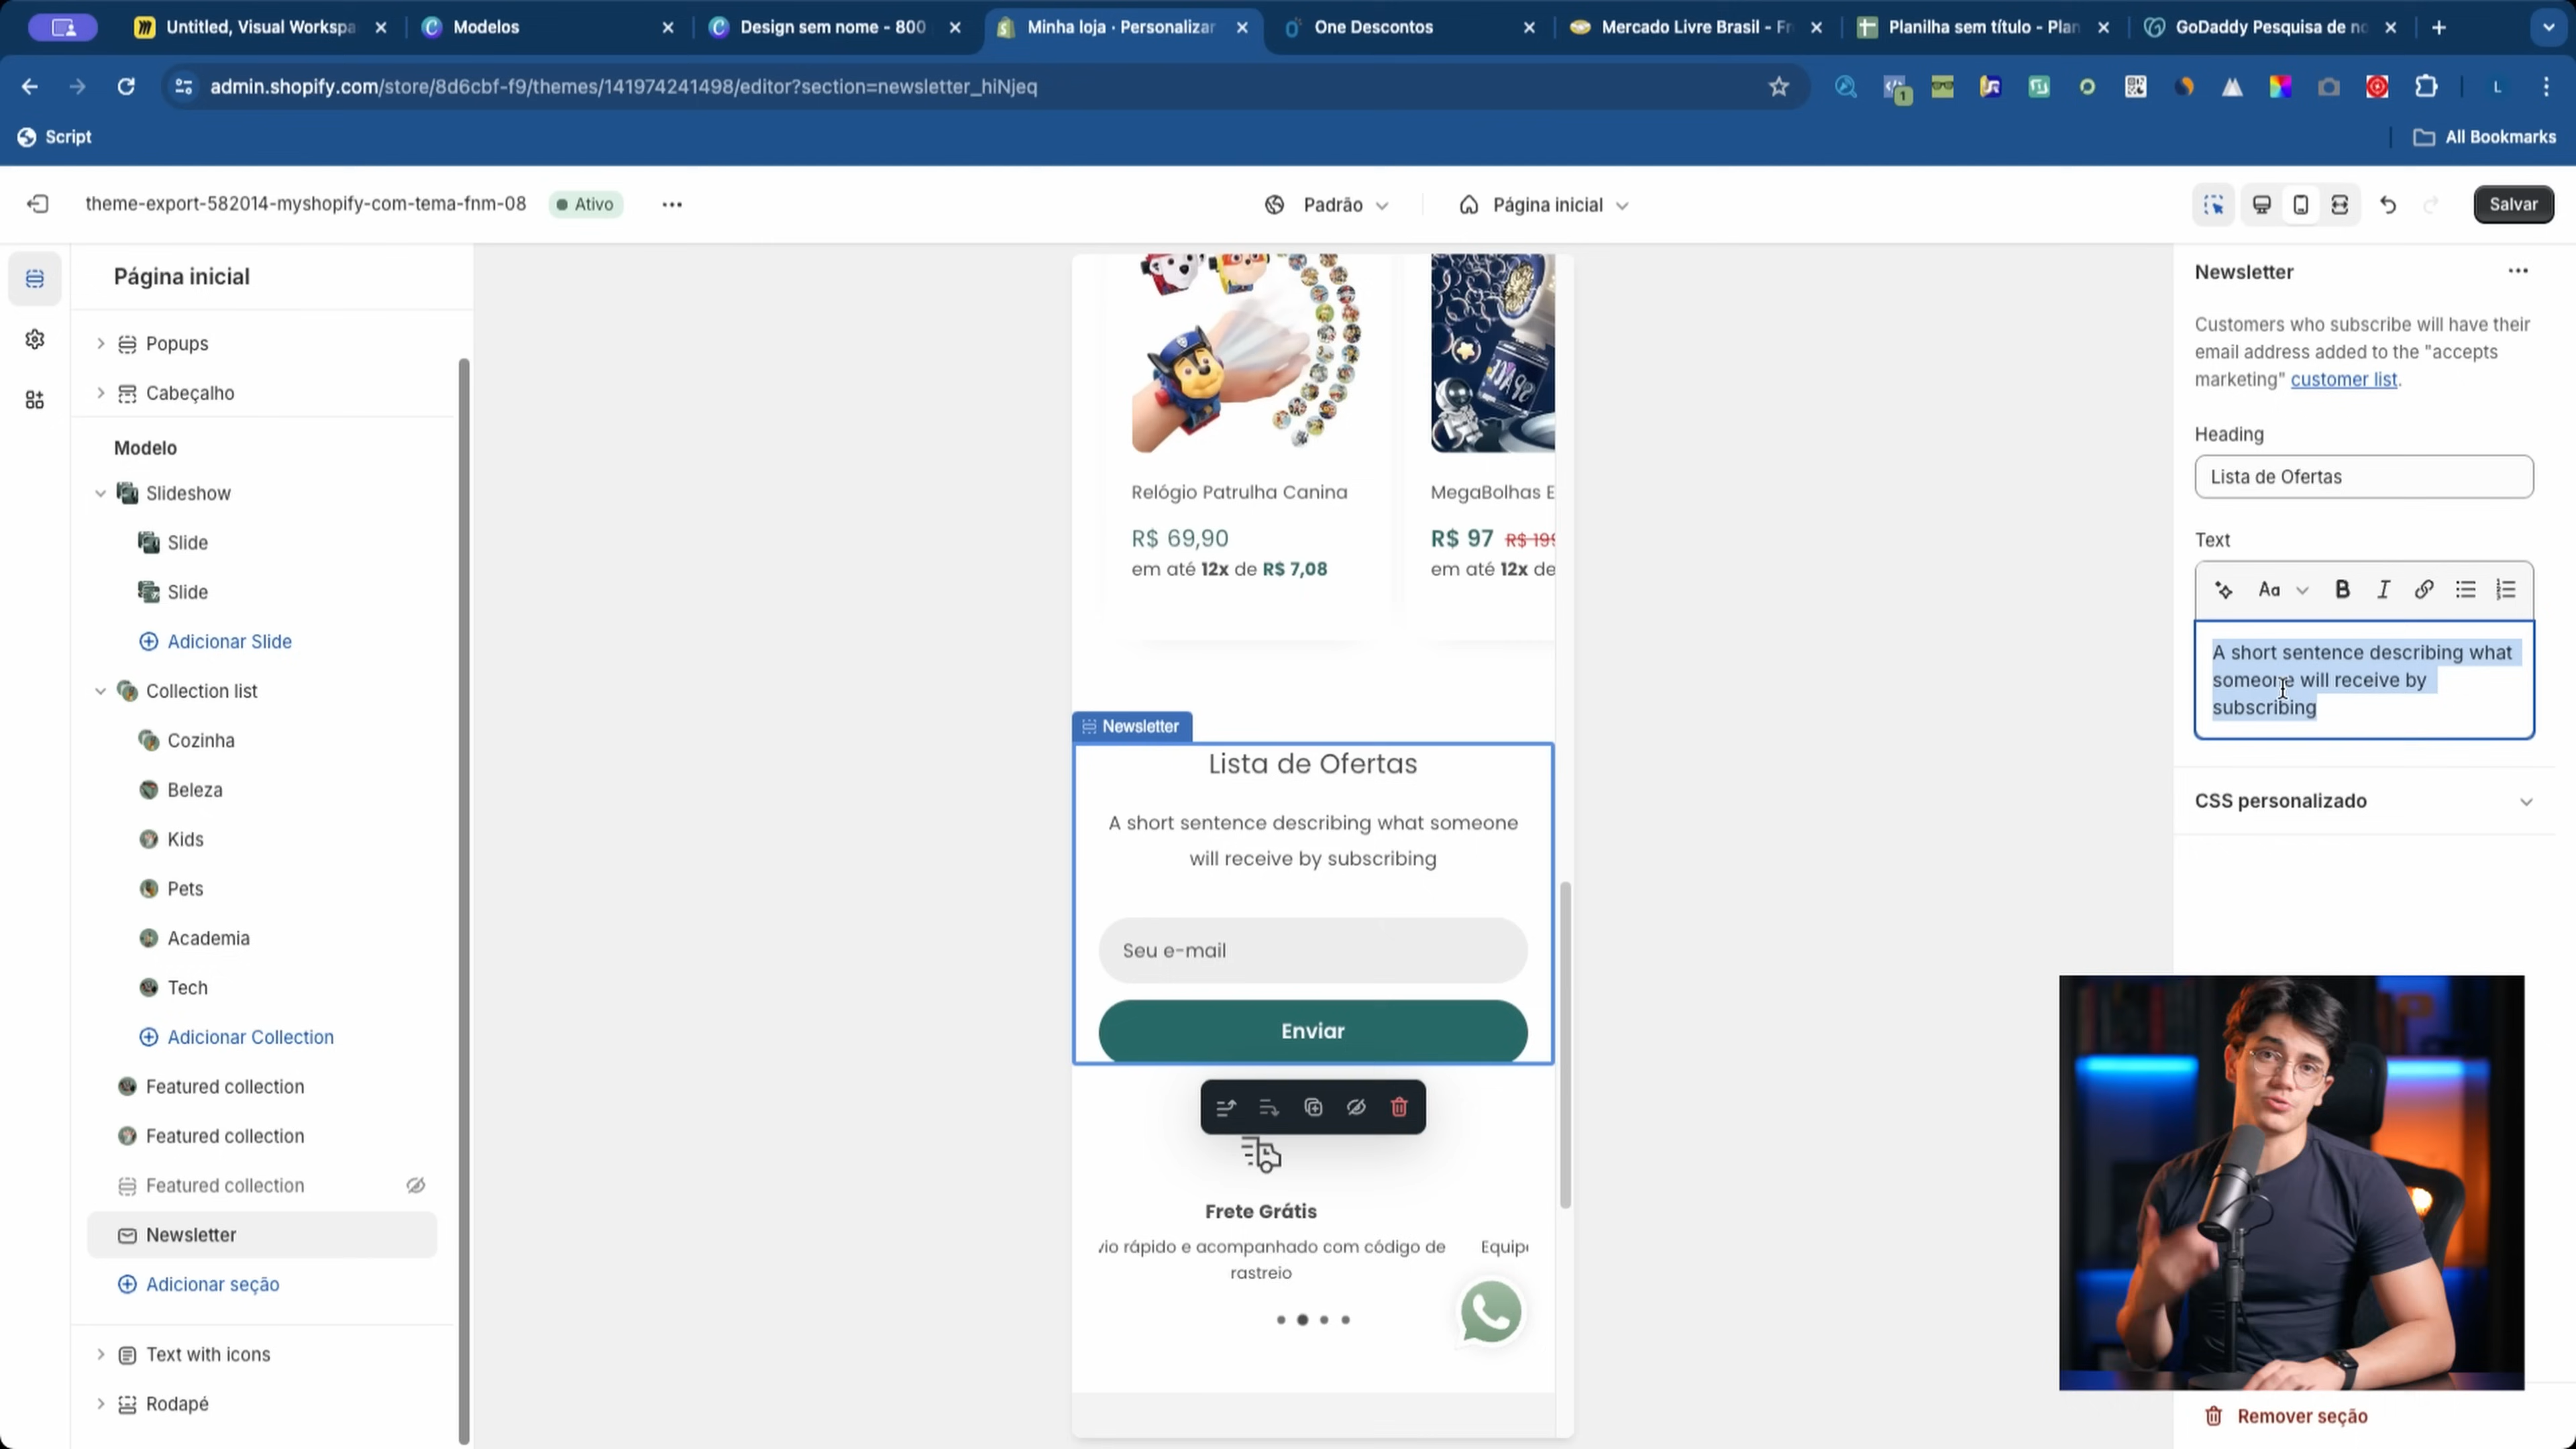 Untitled, Visual Workspa
Modelos
Design sem nome - 800
Minha loja · Personalizar
One Descontos
Mercado Livre Brasil - Fr
Planilha sem título - Plan
GoDaddy Pesquisa de no
admin.shopify.com/store/8d6cbf-f9/themes/141974241498/editor?section=newsletter_hiNjeq
1
L
Script
All Bookmarks
theme-export-582014-myshopify-com-tema-fnm-08
Ativo
Padrão
Página inicial
Salvar
Página inicial
Popups
Cabeçalho
Modelo
Slideshow
Slide
Slide
Adicionar Slide
Collection list
Cozinha
Beleza
Kids
Pets
Academia
Tech
Adicionar Collection
Featured collection
Featured collection
Featured collection
Newsletter
Adicionar seção
Text with icons
Rodapé
Relógio Patrulha Canina
R$ 69,90
em até 12x de R$ 7,08
MegaBolhas E
R$ 97 R$ 199
em até 12x de
Newsletter
Lista de Ofertas
A short sentence describing what someone
will receive by subscribing
Seu e-mail
Enviar
Frete Grátis
vio rápido e acompanhado com código de
rastreio
Equipe
Newsletter
Customers who subscribe will have their
email address added to the "accepts
marketing" customer list.
Heading
Lista de Ofertas
Text
Aa
B
I
A short sentence describing what
someone will receive by
subscribing
CSS personalizado
Remover seção